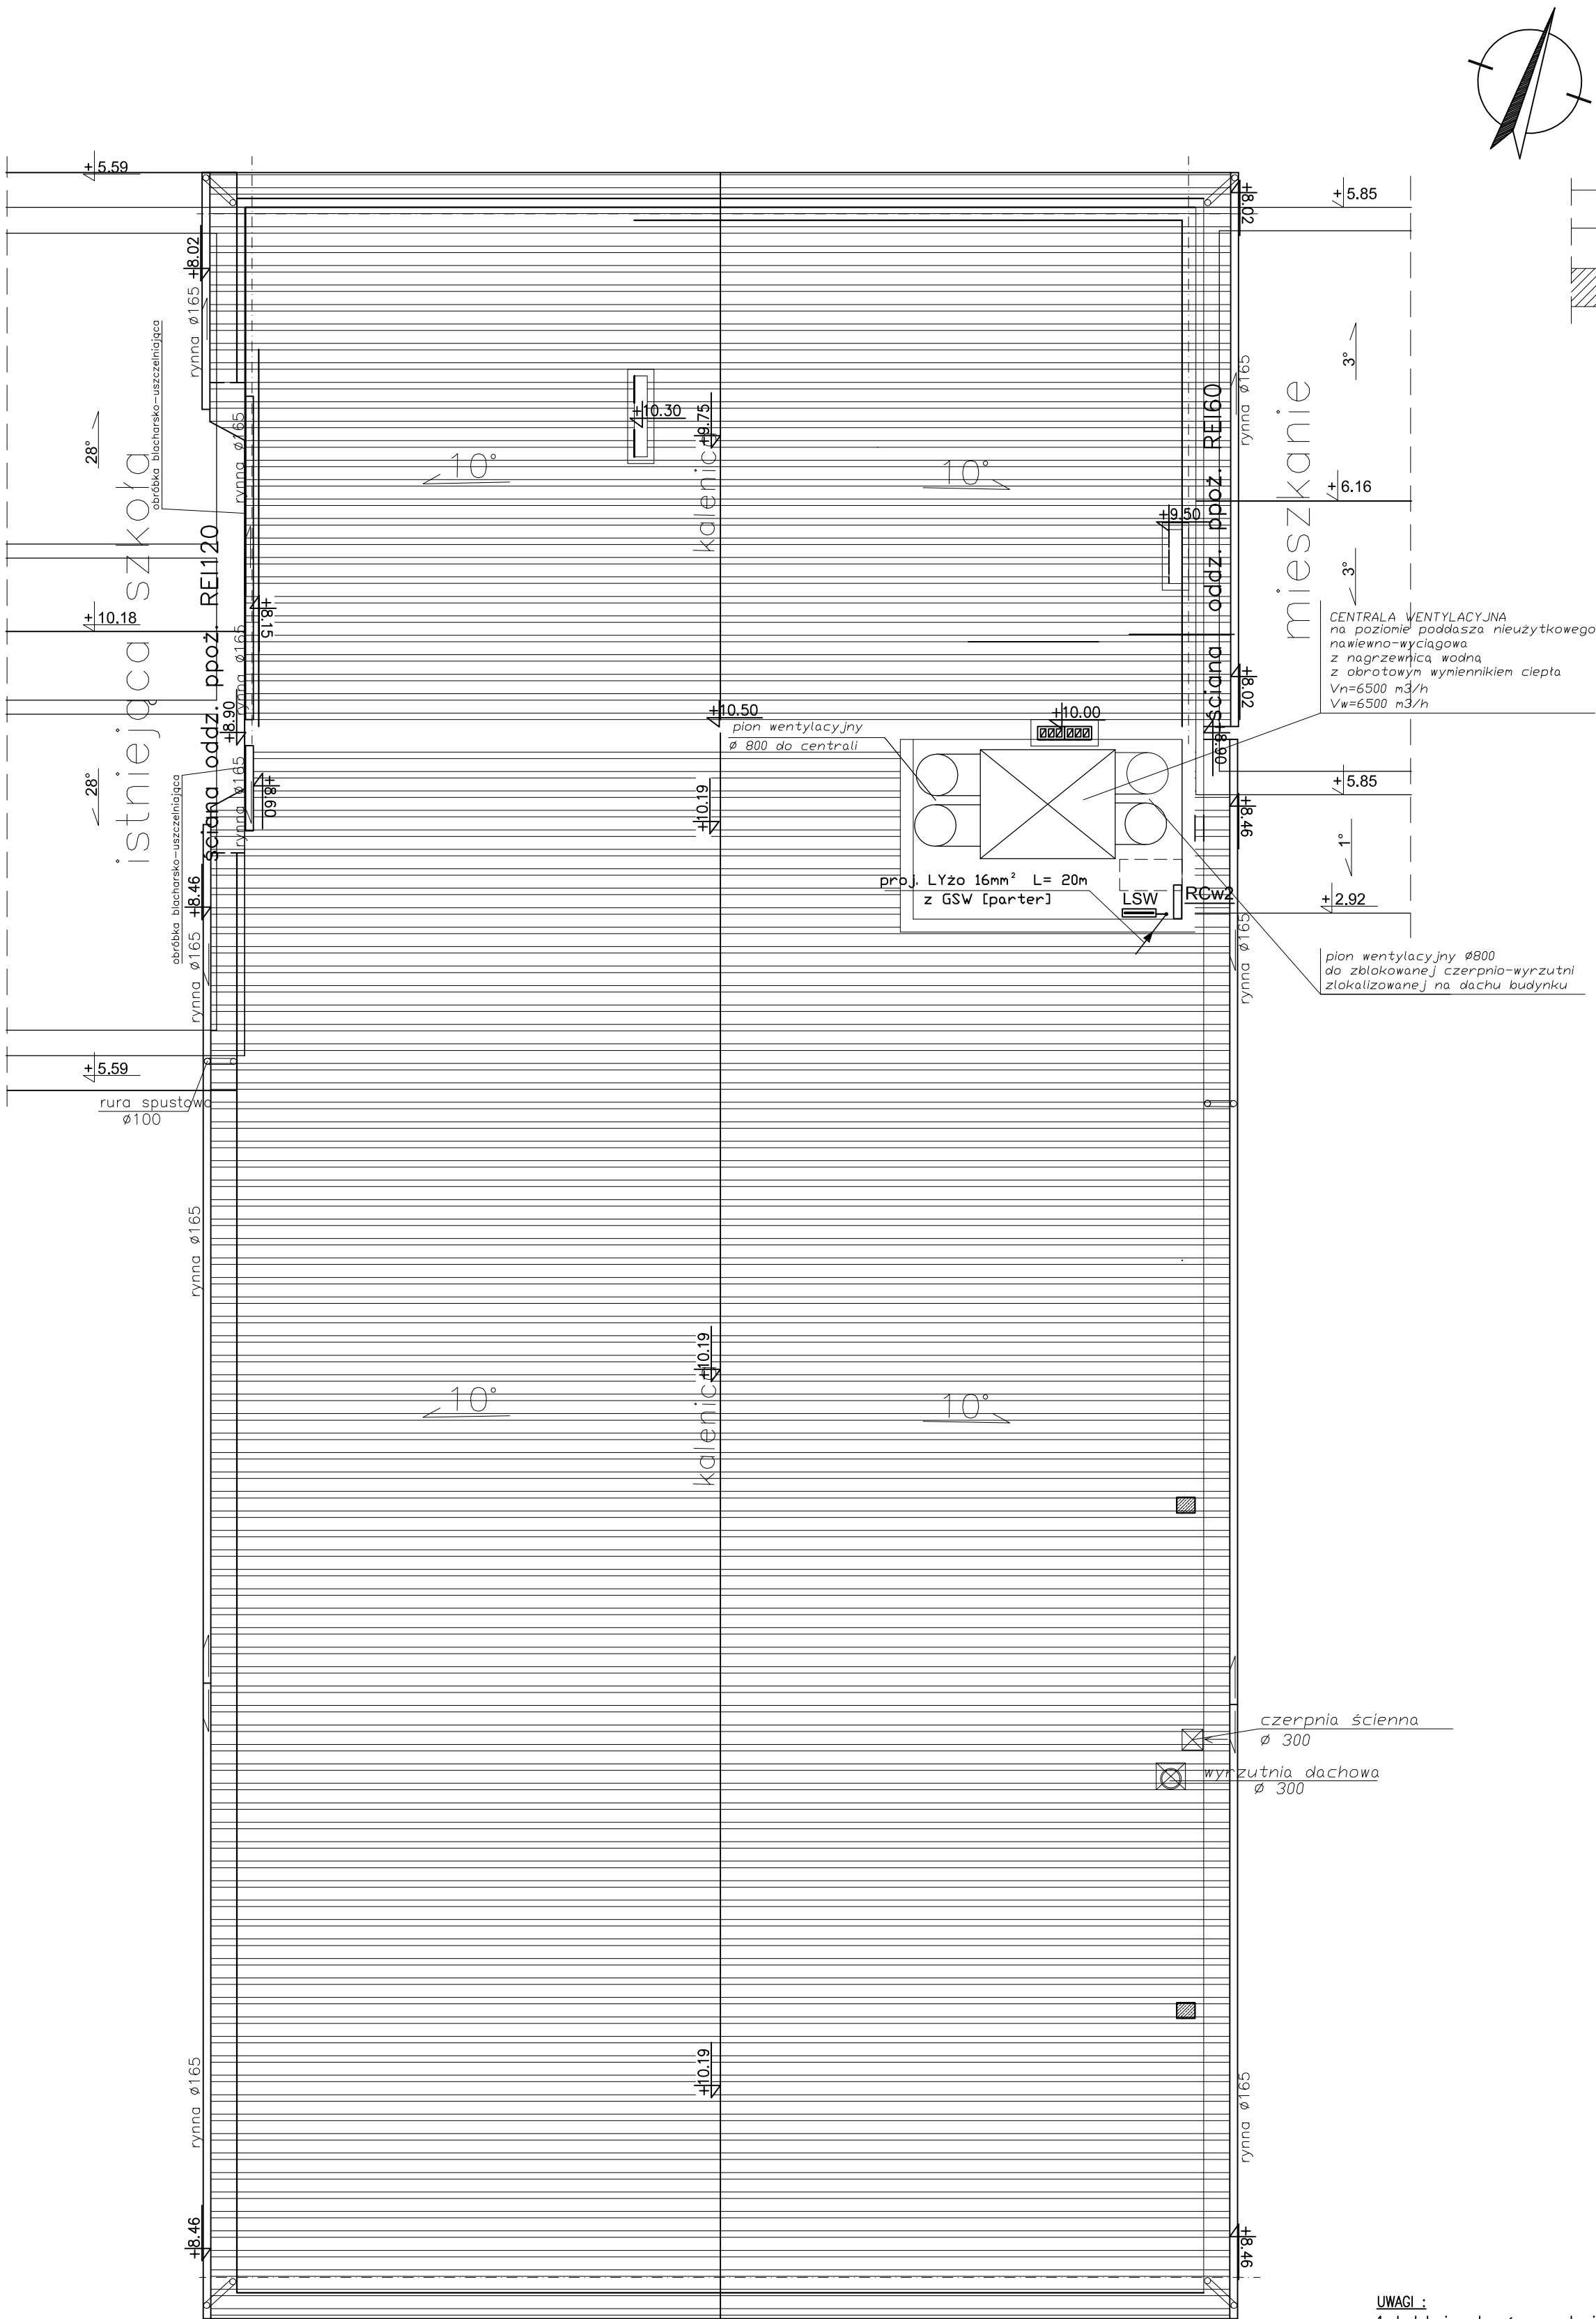 +5.59
+8.02
+5.85
+8.02
rynna ø165
obróbka blacharsko-uszczelniająca
28°
3°
rynna ø165
+10.30
+9.75
kalenica
10°
10°
rynna ø165
ściana oddz. ppoż. REI60
mieszkanie
+6.16
+9.50
istniejąca szkoła
ściana oddz. ppoż. REI120
3°
+10.18
+8.15
rynna ø165
CENTRALA WENTYLACYJNA
na poziomie poddasza nieużytkowego
nawiewno-wyciągowa
z nagrzewnicą wodną
z obrotowym wymiennikiem ciepła
Vn=6500 m3/h
Vw=6500 m3/h
+8.02
+8.90
+10.50
+10.00
+8.90
pion wentylacyjny
ø 800 do centrali
28°
rynna ø165
+8.60
+10.19
+5.85
+8.46
1°
obróbka blacharsko-uszczelniająca
+8.46
proj. LYżo 16mm² L= 20m
z GSW [parter]
LSW
RCw2
+2.92
rynna ø165
rynna ø165
pion wentylacyjny ø800
do zblokowanej czerpnio-wyrzutni
zlokalizowanej na dachu budynku
+5.59
rura spustowa
ø100
rynna ø165
+10.19
kalenica
10°
10°
czerpnia ścienna
ø 300
wyrzutnia dachowa
ø 300
+10.19
rynna ø165
rynna ø165
+8.46
+8.46
UWAGI :